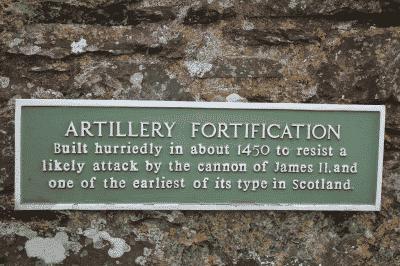 ARTILLERY FORTIFICATION
Built hurriedly in about 1450 to resist a
likely attack by the cannon of James II. and
one of the earliest of its type in Scotland.